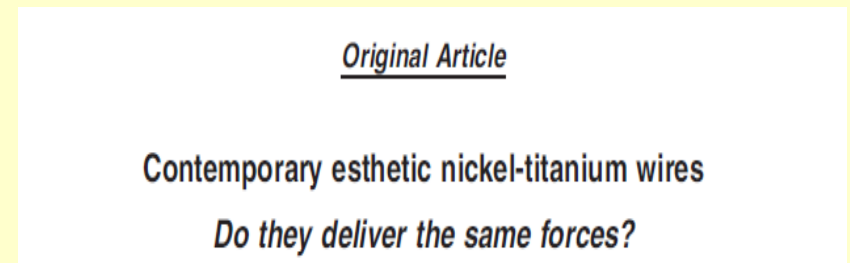 Original Article
Contemporary esthetic nickel-titanium wires
Do they deliver the same forces?